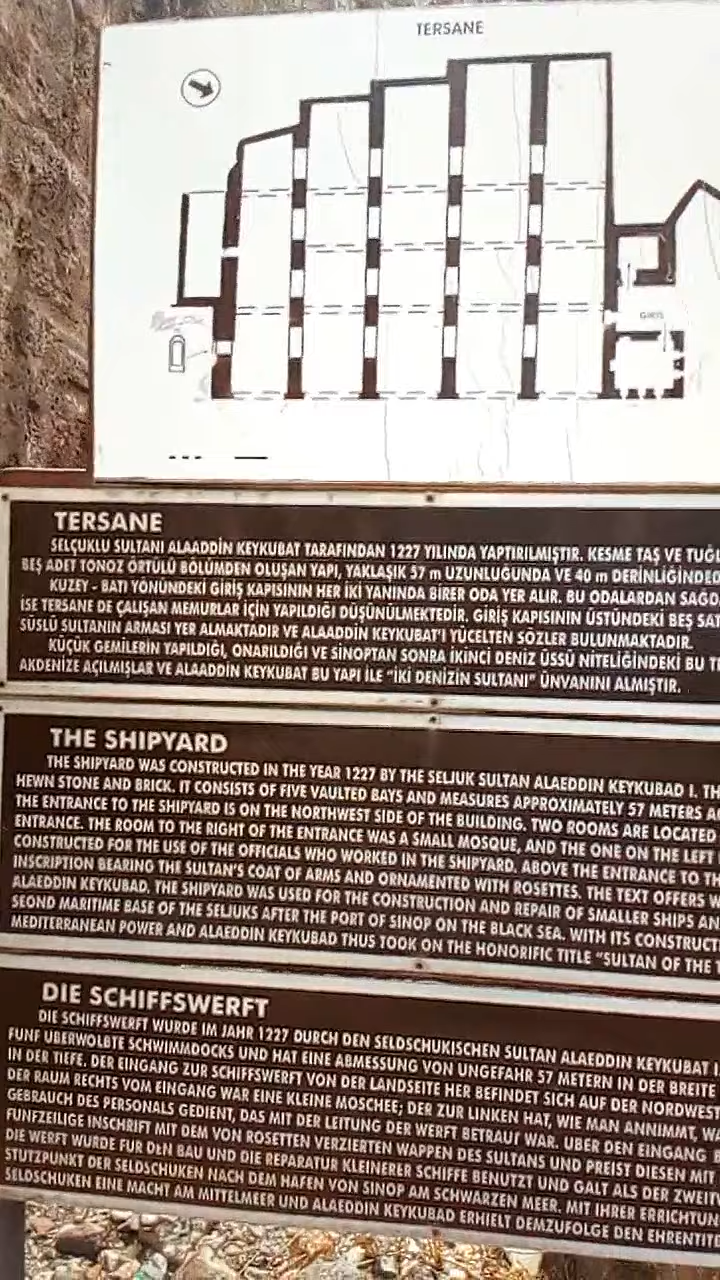 TERSANE
GİRİŞ
TERSANE
SELÇUKLU SULTANI ALAADDİN KEYKUBAT TARAFINDAN 1227 YILINDA YAPTIRILMIŞTIR. KESME TAŞ VE TUĞL
BEŞ ADET TONOZ ÖRTÜLÜ BÖLÜMDEN OLUŞAN YAPI, YAKLAŞIK 57 m UZUNLUĞUNDA VE 40 m DERİNLİĞİNDED
KUZEY - BATI YÖNÜNDEKİ GİRİŞ KAPISININ HER İKİ YANINDA BİRER ODA YER ALIR. BU ODALARDAN SAĞD
İSE TERSANE DE ÇALIŞAN MEMURLAR İÇİN YAPILDIĞI DÜŞÜNÜLMEKTEDİR. GİRİŞ KAPISININ ÜSTÜNDEKİ BEŞ SAT
SÜSLÜ SULTANIN ARMASI YER ALMAKTADIR VE ALAADDİN KEYKUBAT'I YÜCELTEN SÖZLER BULUNMAKTADIR.
KÜÇÜK GEMİLERİN YAPILDIĞI, ONARILDIĞI VE SİNOPTAN SONRA İKİNCİ DENİZ ÜSSÜ NİTELİĞİNDEKİ BU T
AKDENİZE AÇILMIŞLAR VE ALAADDİN KEYKUBAT BU YAPI İLE "İKİ DENİZİN SULTANI" ÜNVANINI ALMIŞTIR.
THE SHIPYARD
THE SHIPYARD WAS CONSTRUCTED IN THE YEAR 1227 BY THE SELJUK SULTAN ALAEDDIN KEYKUBAD I. TH
HEWN STONE AND BRICK. IT CONSISTS OF FIVE VAULTED BAYS AND MEASURES APPROXIMATELY 57 METERS A
THE ENTRANCE TO THE SHIPYARD IS ON THE NORTHWEST SIDE OF THE BUILDING. TWO ROOMS ARE LOCATED
ENTRANCE. THE ROOM TO THE RIGHT OF THE ENTRANCE WAS A SMALL MOSQUE, AND THE ONE ON THE LEFT
CONSTRUCTED FOR THE USE OF THE OFFICIALS WHO WORKED IN THE SHIPYARD. ABOVE THE ENTRANCE TO TH
INSCRIPTION BEARING THE SULTAN'S COAT OF ARMS AND ORNAMENTED WITH ROSETTES. THE TEXT OFFERS W
ALAEDDIN KEYKUBAD, THE SHIPYARD WAS USED FOR THE CONSTRUCTION AND REPAIR OF SMALLER SHIPS AN
SEOND MARITIME BASE OF THE SELJUKS AFTER THE PORT OF SINOP ON THE BLACK SEA. WITH ITS CONSTRUCTI
MEDITERRANEAN POWER AND ALAEDDIN KEYKUBAD THUS TOOK ON THE HONORIFIC TITLE "SULTAN OF THE T
DIE SCHIFFSWERFT
DIE SCHIFFSWERFT WURDE IM JAHR 1227 DURCH DEN SELDSCHUKISCHEN SULTAN ALAEDDIN KEYKUBAT I.
FUNF UBERWOLBTE SCHWIMMDOCKS UND HAT EINE ABMESSUNG VON UNGEFAHR 57 METERN IN DER BREITE
IN DER TIEFE. DER EINGANG ZUR SCHIFFSWERFT VON DER LANDSEITE HER BEFINDET SICH AUF DER NORDWEST
DER RAUM RECHTS VOM EINGANG WAR EINE KLEINE MOSCHEE; DER ZUR LINKEN HAT, WIE MAN ANNIMMT, WA
GEBRAUCH DES PERSONALS GEDIENT, DAS MIT DER LEITUNG DER WERFT BETRAUT WAR. UBER DEN EINGANG B
FUNFZEILIGE INSCHRIFT MIT DEM VON ROSETTEN VERZIERTEN WAPPEN DES SULTANS UND PREIST DIESEN MIT
DIE WERFT WURDE FUR DEN BAU UND DIE REPARATUR KLEINERER SCHIFFE BENUTZT UND GALT ALS DER ZWEIT
STUTZPUNKT DER SELDSCHUKEN NACH DEM HAFEN VON SINOP AM SCHWARZEN MEER. MIT IHRER ERRICHTUN
SELDSCHUKEN EINE MACHT AM MITTELMEER UND ALAEDDIN KEYKUBAD ERHIELT DEMZUFOLGE DEN EHRENTITE